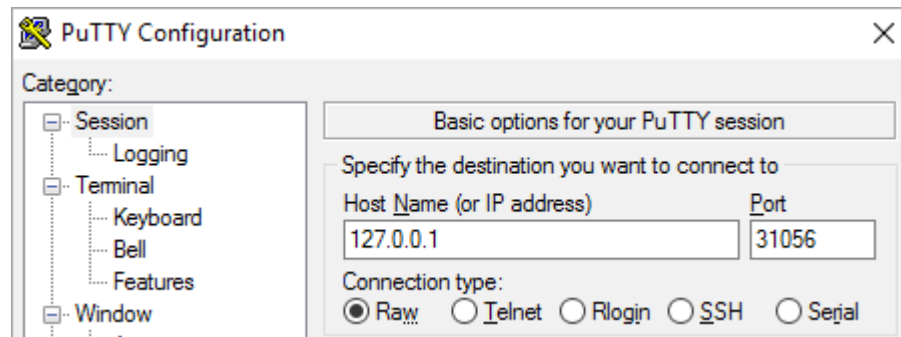 PuTTY Configuration
Category:
Session
Logging
Terminal
Keyboard
Bell
Features
Window
Basic options for your PuTTY session
Specify the destination you want to connect to
Host Name (or IP address) Port
127.0.0.1 31056
Connection type:
Raw Telnet Rlogin SSH Serial